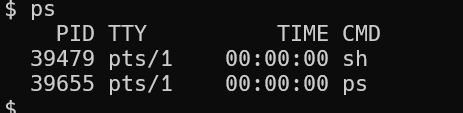 $ ps
    PID TTY          TIME CMD
  39479 pts/1    00:00:00 sh
  39655 pts/1    00:00:00 ps
$